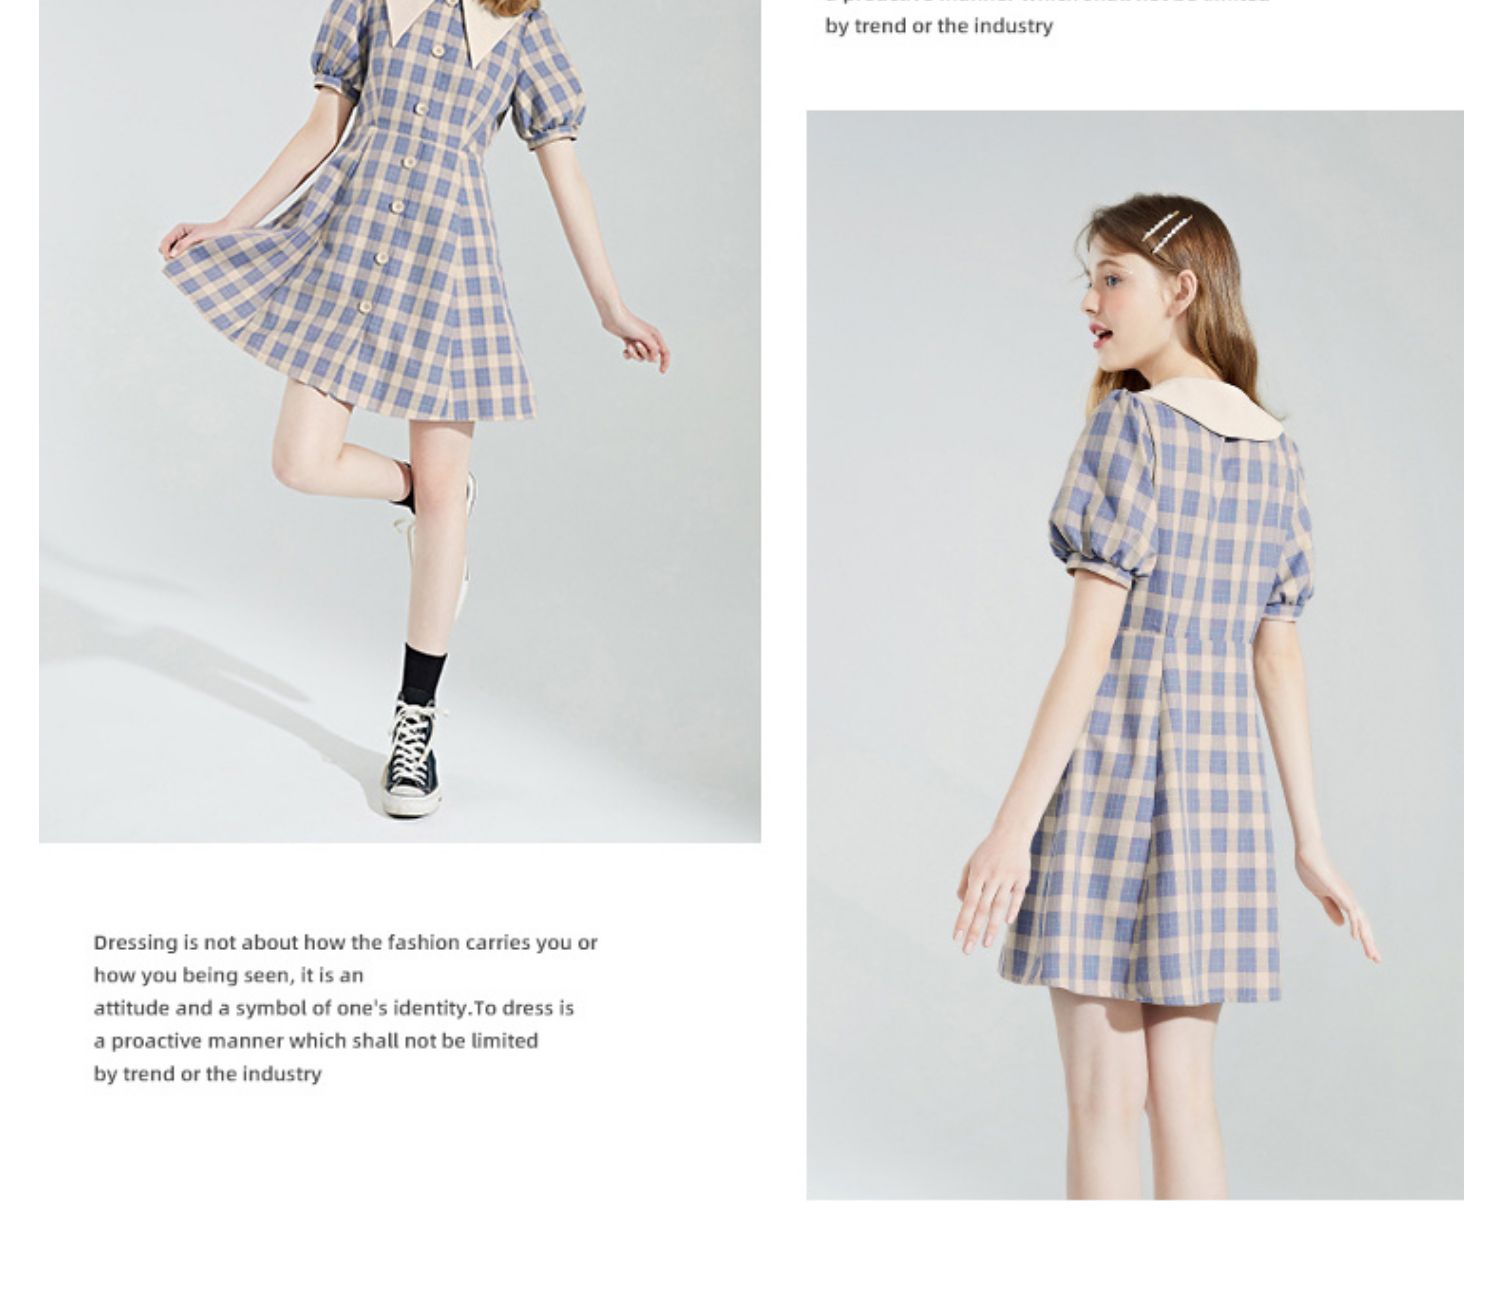 by trend or the industry
Dressing is not about how the fashion carries you or
how you being seen, it is an
attitude and a symbol of one's identity.To dress is
a proactive manner which shall not be limited
by trend or the industry